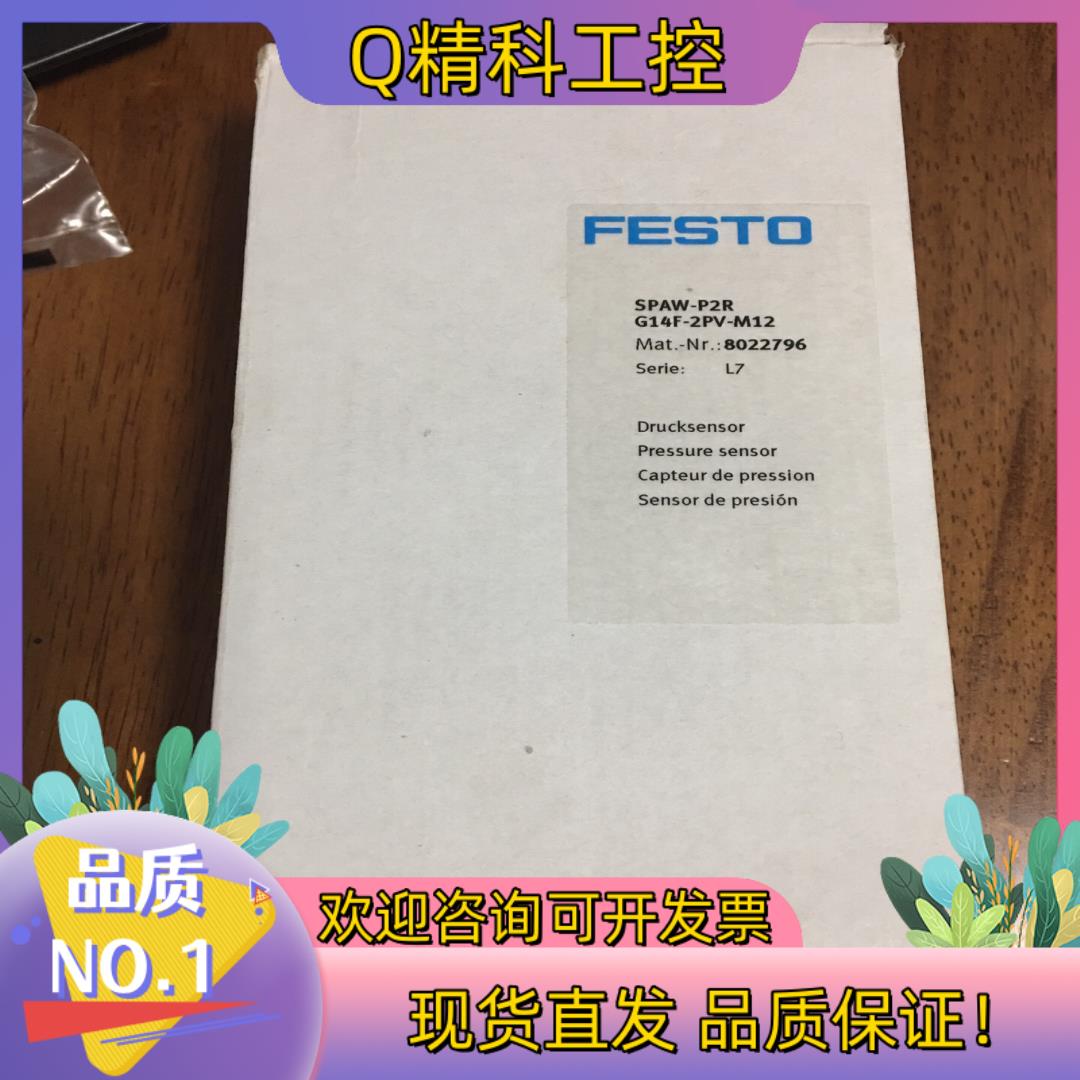 Q精科工控
FESTO
SPAW-P2R
G14F-2PV-M12
Mat.-Nr.:8022796
Serie: L7
Drucksensor
Pressure sensor
Capteur de pression
Sensor de presión
品质
NO.1
欢迎咨询可开发票
现货直发 品质保证!